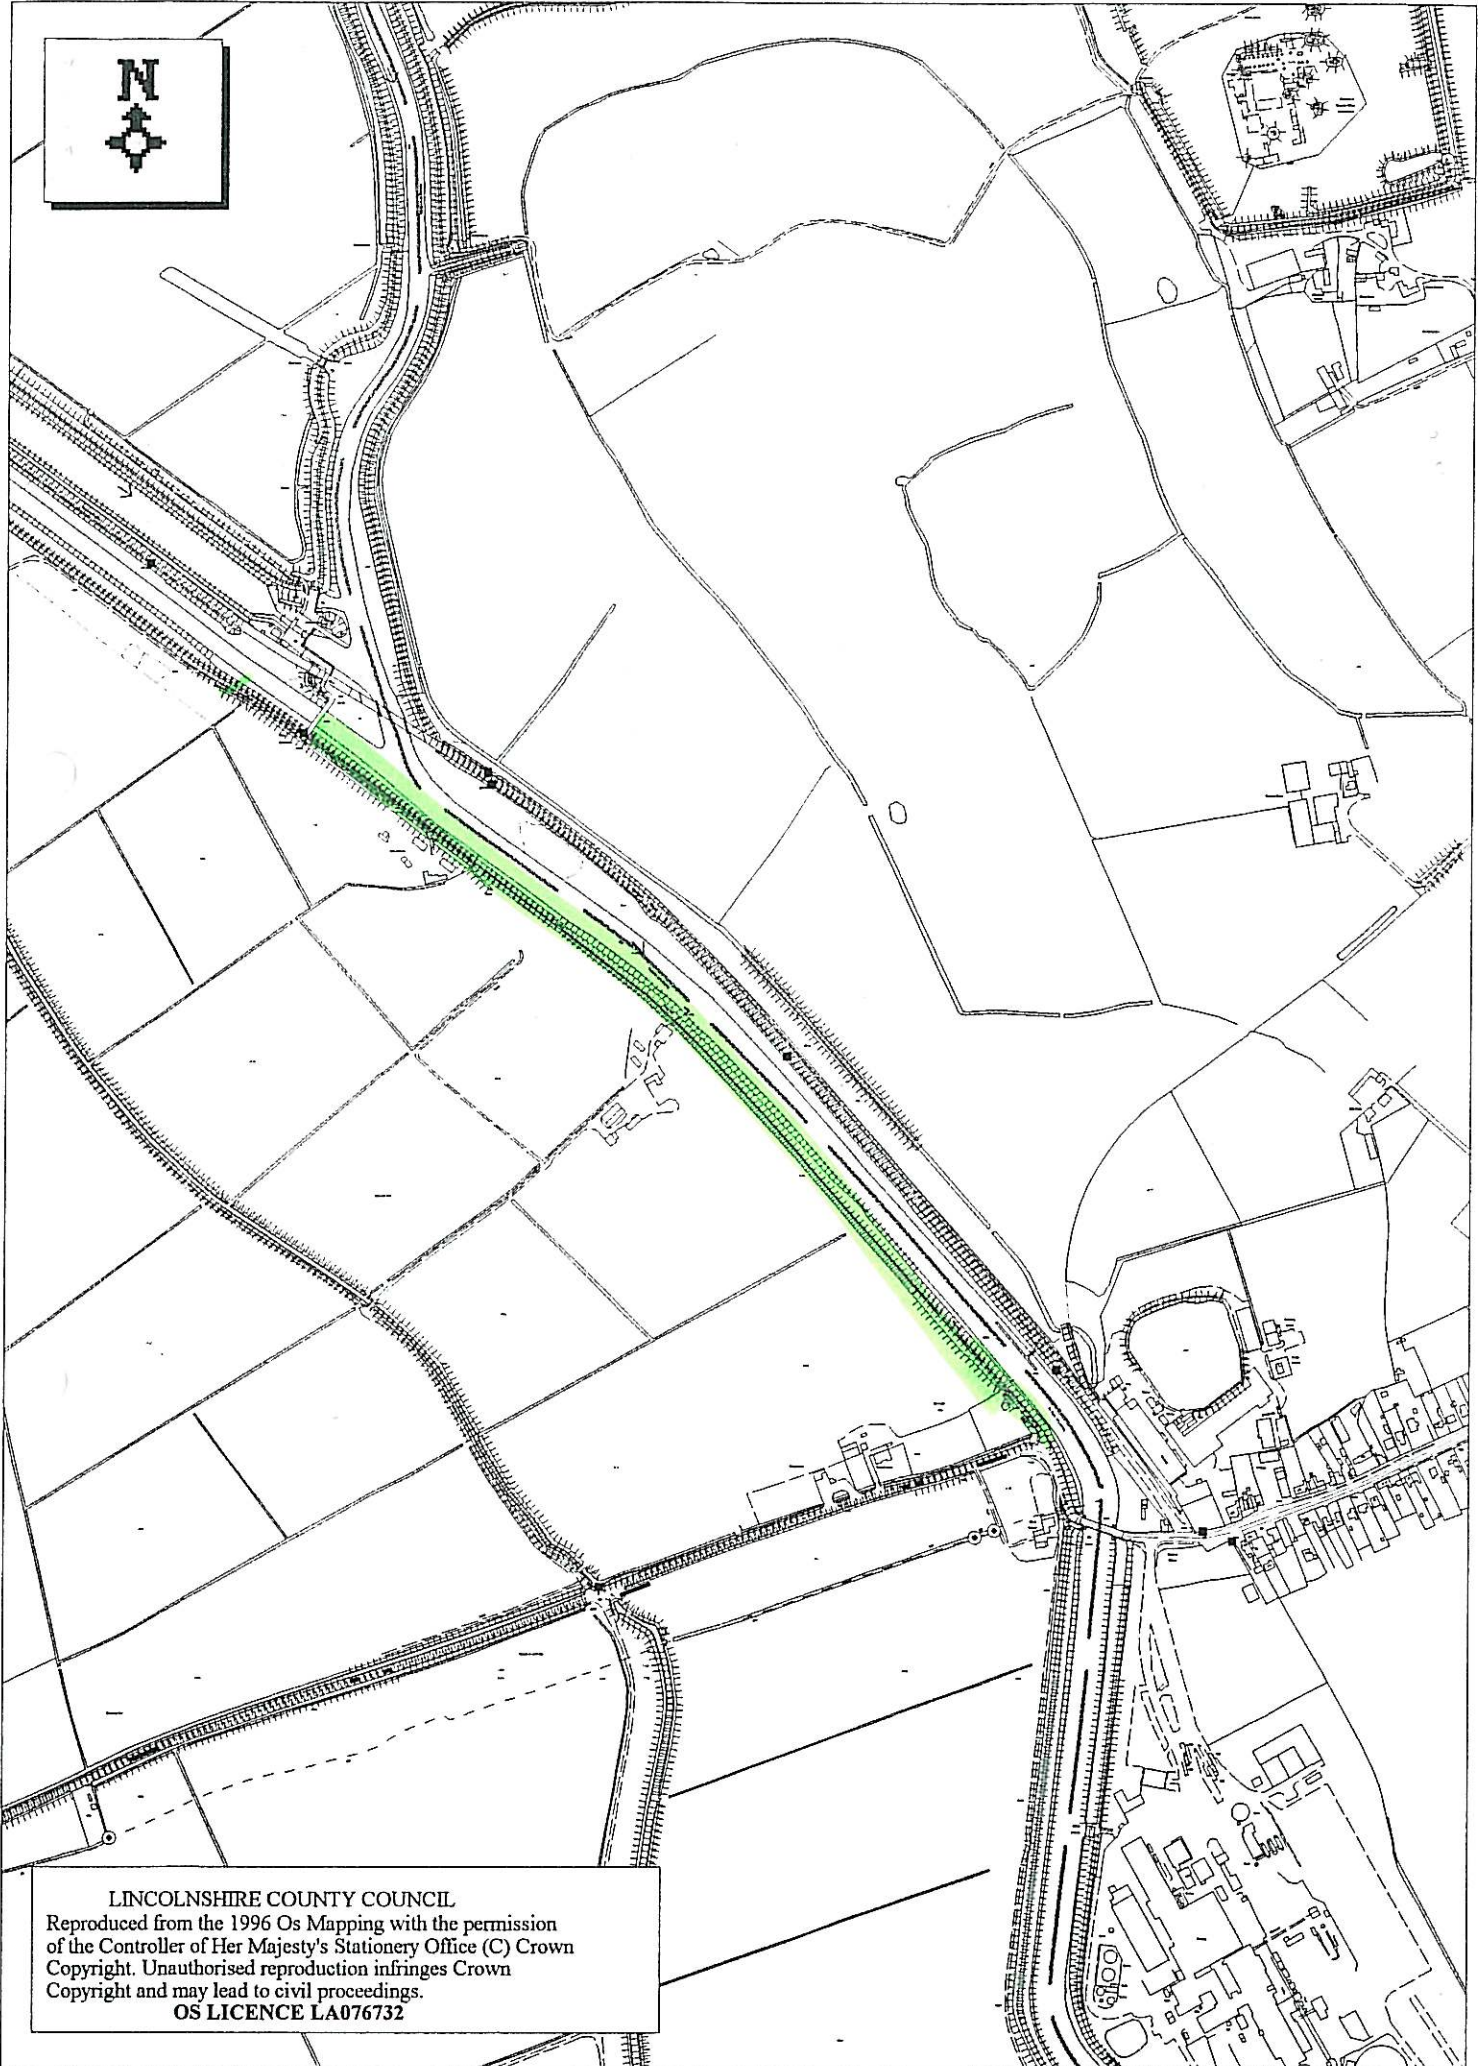 N
LINCOLNSHIRE COUNTY COUNCIL
Reproduced from the 1996 Os Mapping with the permission
of the Controller of Her Majesty's Stationery Office (C) Crown
Copyright. Unauthorised reproduction infringes Crown
Copyright and may lead to civil proceedings.
OS LICENCE LA076732